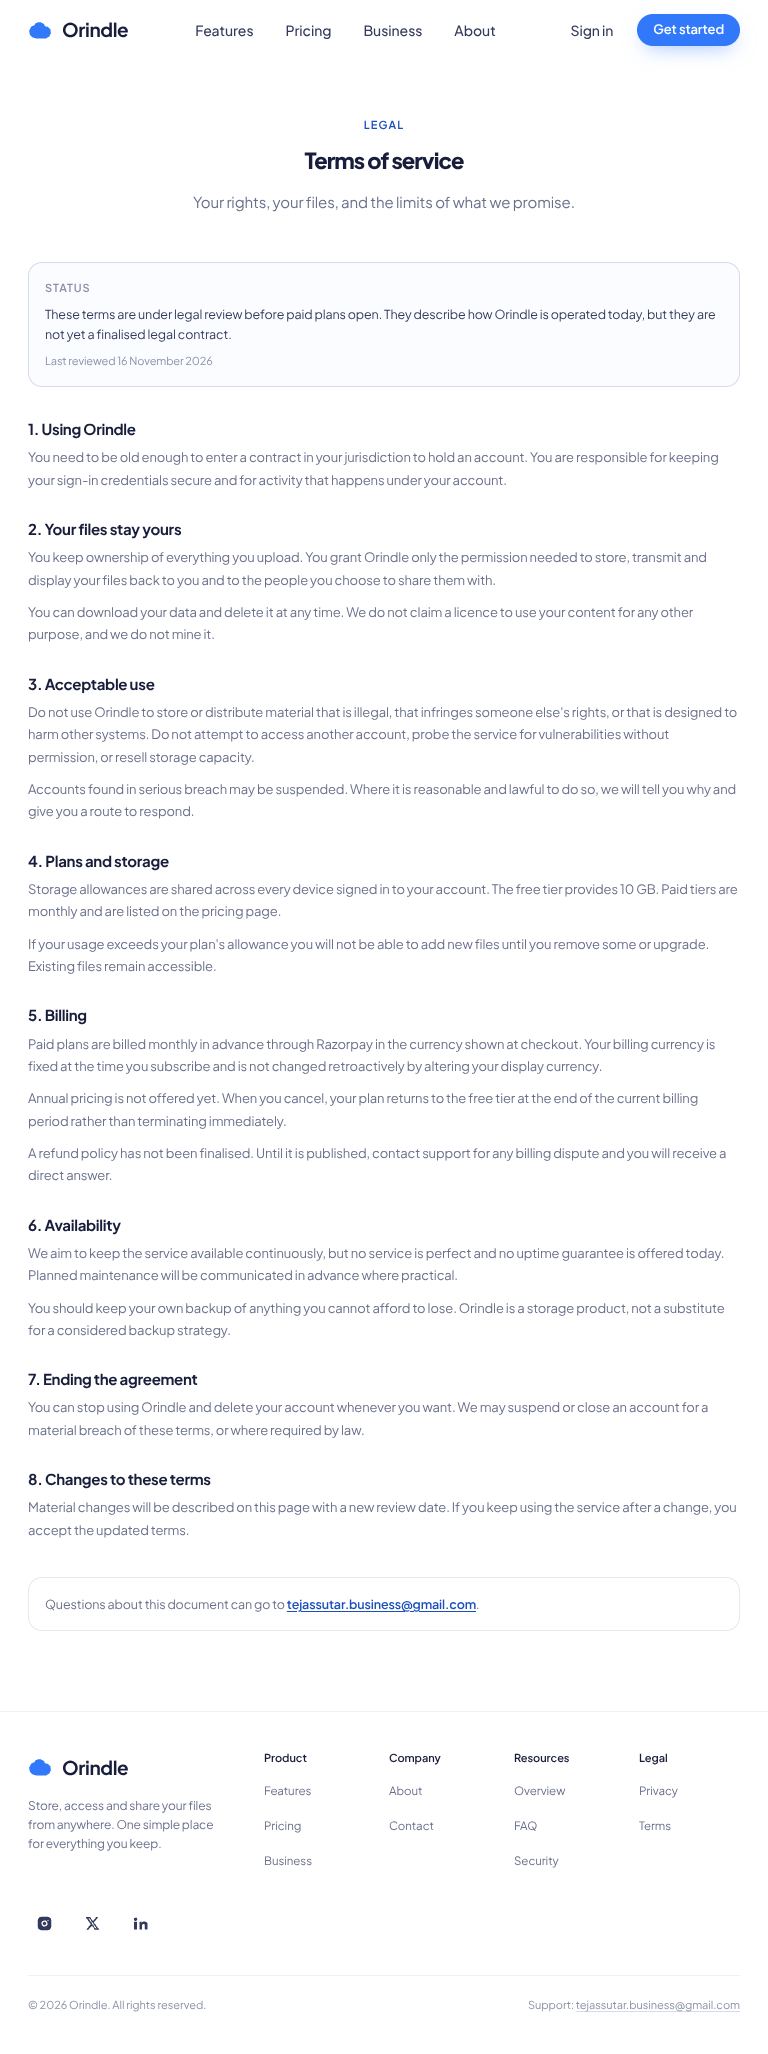 Orindle
Features
Pricing
Business
About
Sign in
Get started
LEGAL
Terms of service
Your rights, your files, and the limits of what we promise.
STATUS
These terms are under legal review before paid plans open. They describe how Orindle is operated today, but they are
not yet a finalised legal contract.
Last reviewed 16 November 2026
1. Using Orindle
You need to be old enough to enter a contract in your jurisdiction to hold an account. You are responsible for keeping
your sign-in credentials secure and for activity that happens under your account.
2. Your files stay yours
You keep ownership of everything you upload. You grant Orindle only the permission needed to store, transmit and
display your files back to you and to the people you choose to share them with.
You can download your data and delete it at any time. We do not claim a licence to use your content for any other
purpose, and we do not mine it.
3. Acceptable use
Do not use Orindle to store or distribute material that is illegal, that infringes someone else's rights, or that is designed to
harm other systems. Do not attempt to access another account, probe the service for vulnerabilities without
permission, or resell storage capacity.
Accounts found in serious breach may be suspended. Where it is reasonable and lawful to do so, we will tell you why and
give you a route to respond.
4. Plans and storage
Storage allowances are shared across every device signed in to your account. The free tier provides 10 GB. Paid tiers are
monthly and are listed on the pricing page.
If your usage exceeds your plan's allowance you will not be able to add new files until you remove some or upgrade.
Existing files remain accessible.
5. Billing
Paid plans are billed monthly in advance through Razorpay in the currency shown at checkout. Your billing currency is
fixed at the time you subscribe and is not changed retroactively by altering your display currency.
Annual pricing is not offered yet. When you cancel, your plan returns to the free tier at the end of the current billing
period rather than terminating immediately.
A refund policy has not been finalised. Until it is published, contact support for any billing dispute and you will receive a
direct answer.
6. Availability
We aim to keep the service available continuously, but no service is perfect and no uptime guarantee is offered today.
Planned maintenance will be communicated in advance where practical.
You should keep your own backup of anything you cannot afford to lose. Orindle is a storage product, not a substitute
for a considered backup strategy.
7. Ending the agreement
You can stop using Orindle and delete your account whenever you want. We may suspend or close an account for a
material breach of these terms, or where required by law.
8. Changes to these terms
Material changes will be described on this page with a new review date. If you keep using the service after a change, you
accept the updated terms.
Questions about this document can go to tejassutar.business@gmail.com.
Orindle
Store, access and share your files
from anywhere. One simple place
for everything you keep.
Product
Features
Pricing
Business
Company
About
Contact
Resources
Overview
FAQ
Security
Legal
Privacy
Terms
© 2026 Orindle. All rights reserved.
Support: tejassutar.business@gmail.com